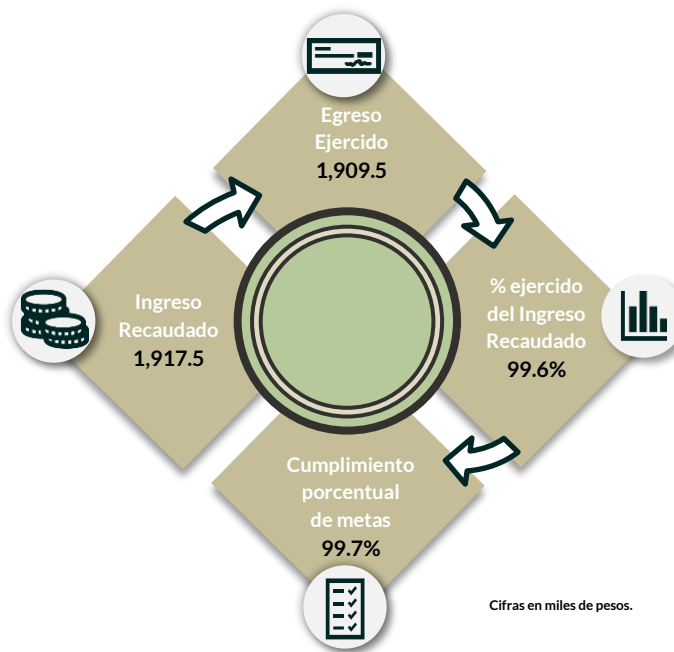 Egreso
Ejercido
1,909.5
Ingreso
Recaudado
1,917.5
% ejercido
del Ingreso
Recaudado
99.6%
Cumplimiento
porcentual
de metas
99.7%
Cifras en miles de pesos.